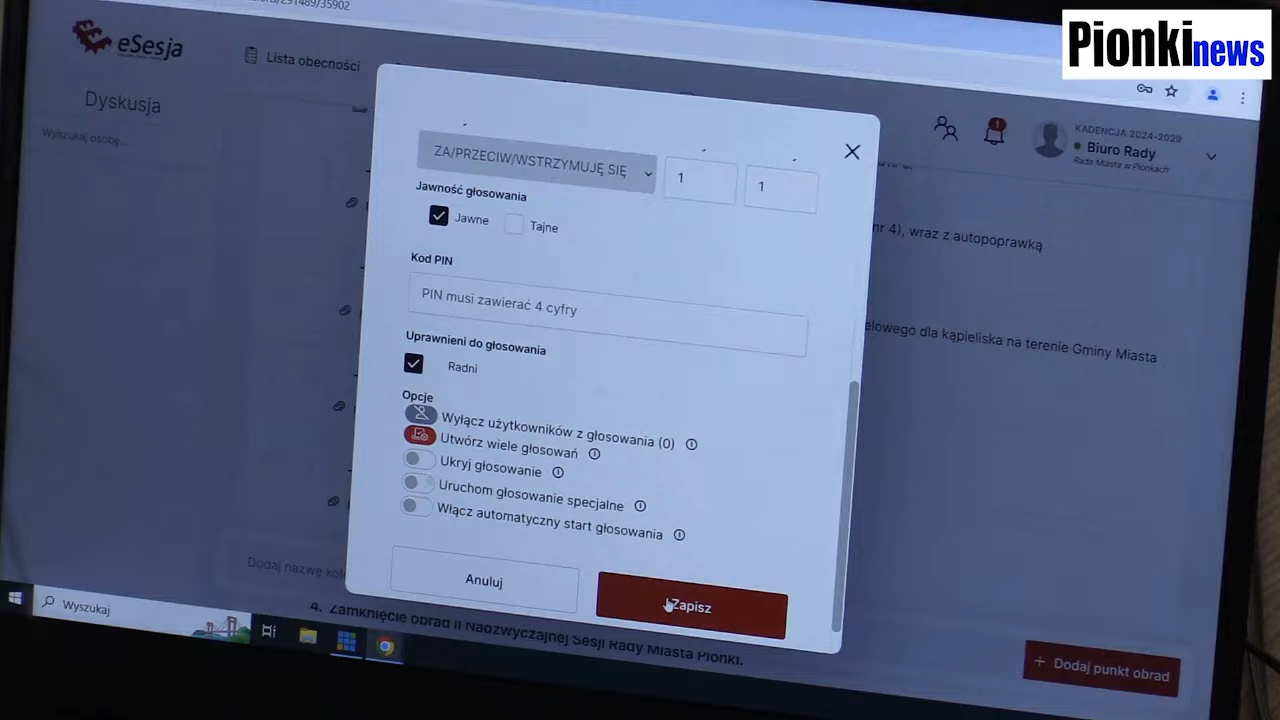 35902
Pionkinews
eSesja
Lista obecności
Dyskusja
Wyszukaj osobę...
1
KADENCJA 2024-2029
Biuro Rady
Rada Miasta w Pionkach
ZA/PRZECIW/WSTRZYMUJĘ SIĘ
1
1
Jawność głosowania
Jawne
Tajne
nr 4), wraz z autopoprawką
Kod PIN
PIN musi zawierać 4 cyfry
elowego dla kąpieliska na terenie Gminy Miasta
Uprawnieni do głosowania
Radni
Opcje
Wyłącz użytkowników z głosowania (0)
Utwórz wiele głosowań
Ukryj głosowanie
Uruchom głosowanie specjalne
Włącz automatyczny start głosowania
Dodaj nazwę
Anuluj
Zapisz
4. Zamknięcie obrad II Nadzwyczajnej Sesji Rady Miasta Pionki.
+ Dodaj punkt obrad
Wyszukaj